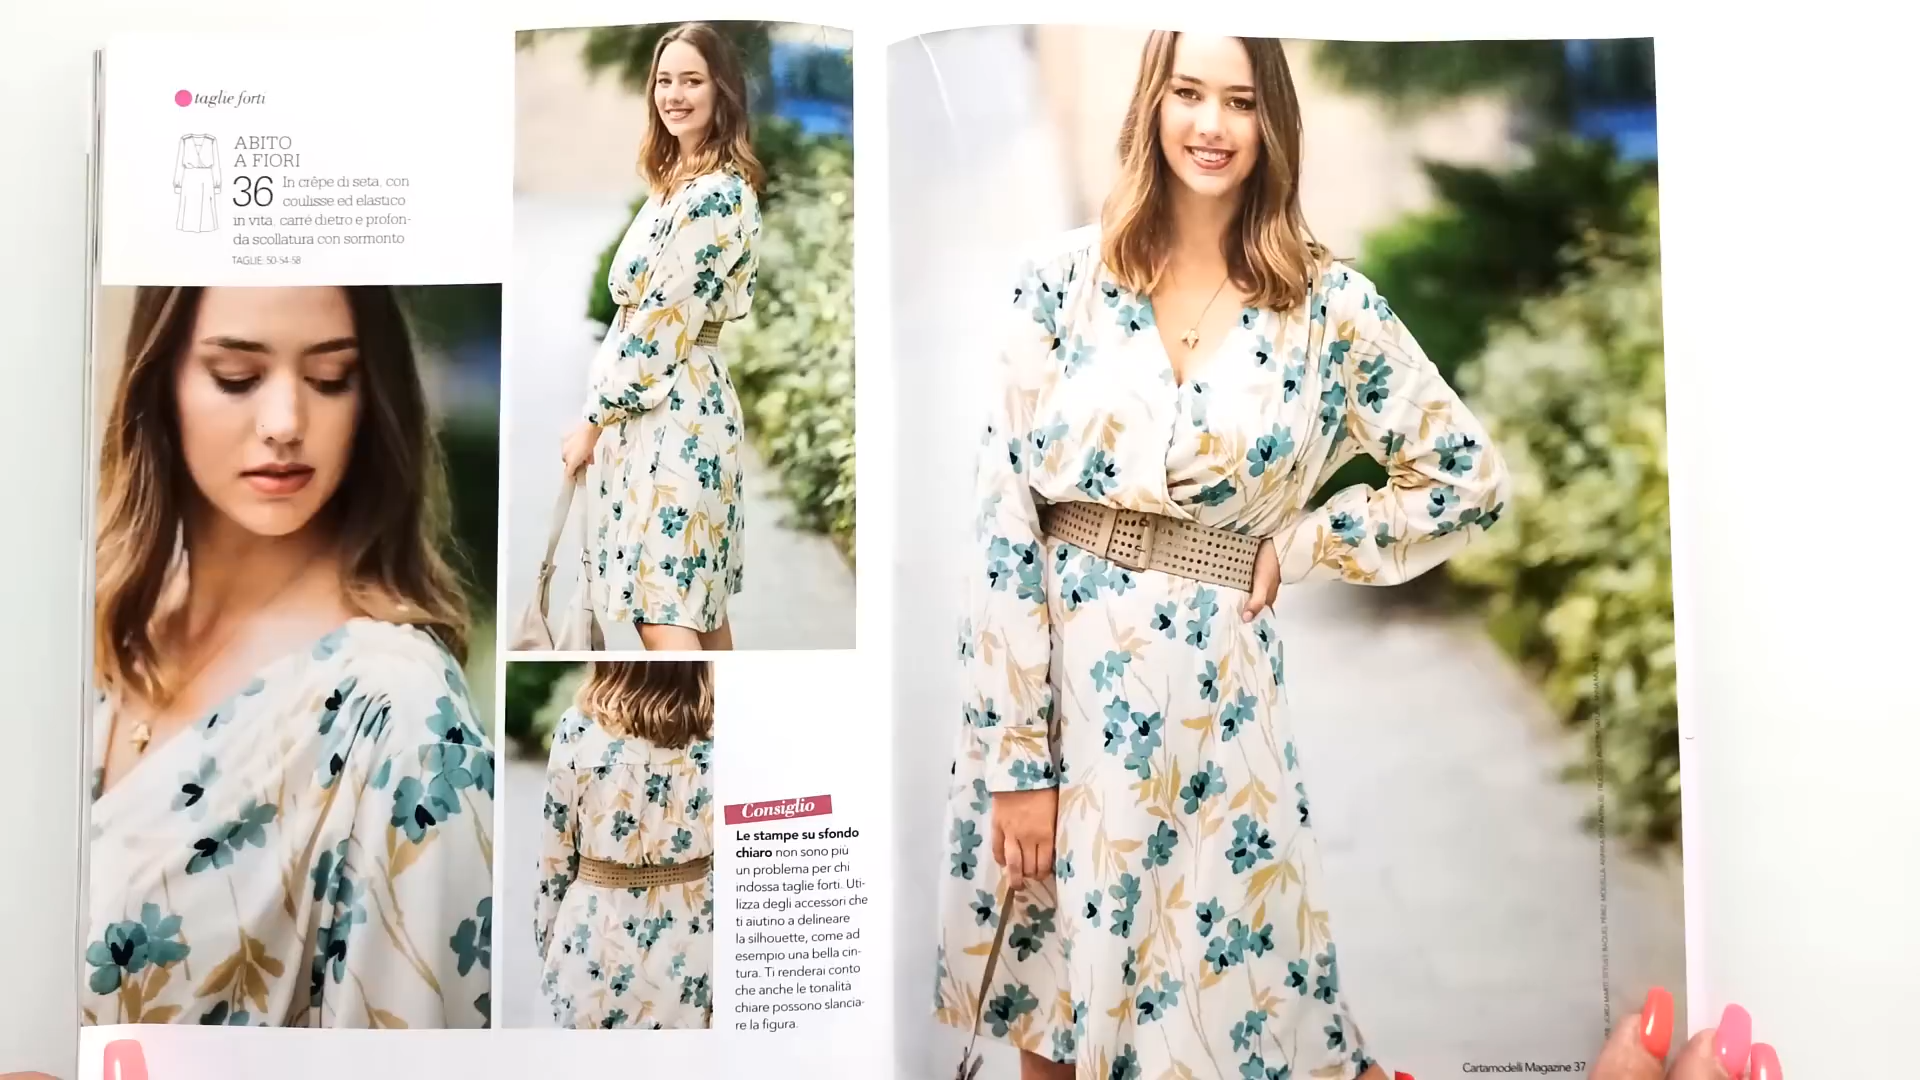 taglie forti
ABITO
A FIORI
36 In crêpe di seta, con
coulisse ed elastico
in vita, carré dietro e profon-
da scollatura con sormonto
TAGLIE: 50-54-58
Consiglio
Le stampe su sfondo
chiaro non sono più
un problema per chi
indossa taglie forti. Uti-
lizza degli accessori che
ti aiutino a delineare
la silhouette, come ad
esempio una bella cin-
tura. Ti renderai conto
che anche le tonalità
chiare possono slancia-
re la figura.
Cartamodelli Magazine 37